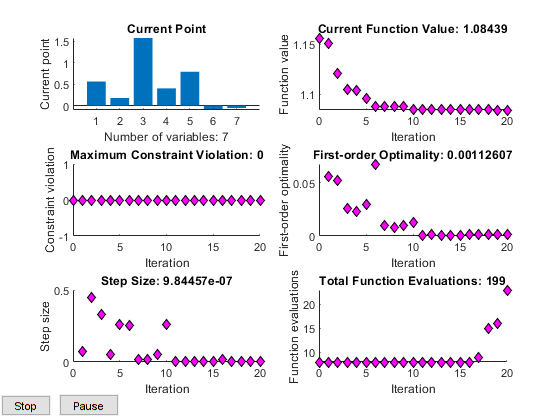 Current Point
Current point
1.5
1
0.5
0
1 2 3 4 5 6 7
Number of variables: 7
Current Function Value: 1.08439
Function value
1.15
1.1
0 5 10 15 20
Iteration
Maximum Constraint Violation: 0
Constraint violation
1
0
-1
0 5 10 15 20
Iteration
First-order Optimality: 0.00112607
First-order optimality
0.05
0
0 5 10 15 20
Iteration
Step Size: 9.84457e-07
Step size
0.5
0
0 5 10 15 20
Iteration
Total Function Evaluations: 199
Function evaluations
20
15
10
0 5 10 15 20
Iteration
Stop Pause